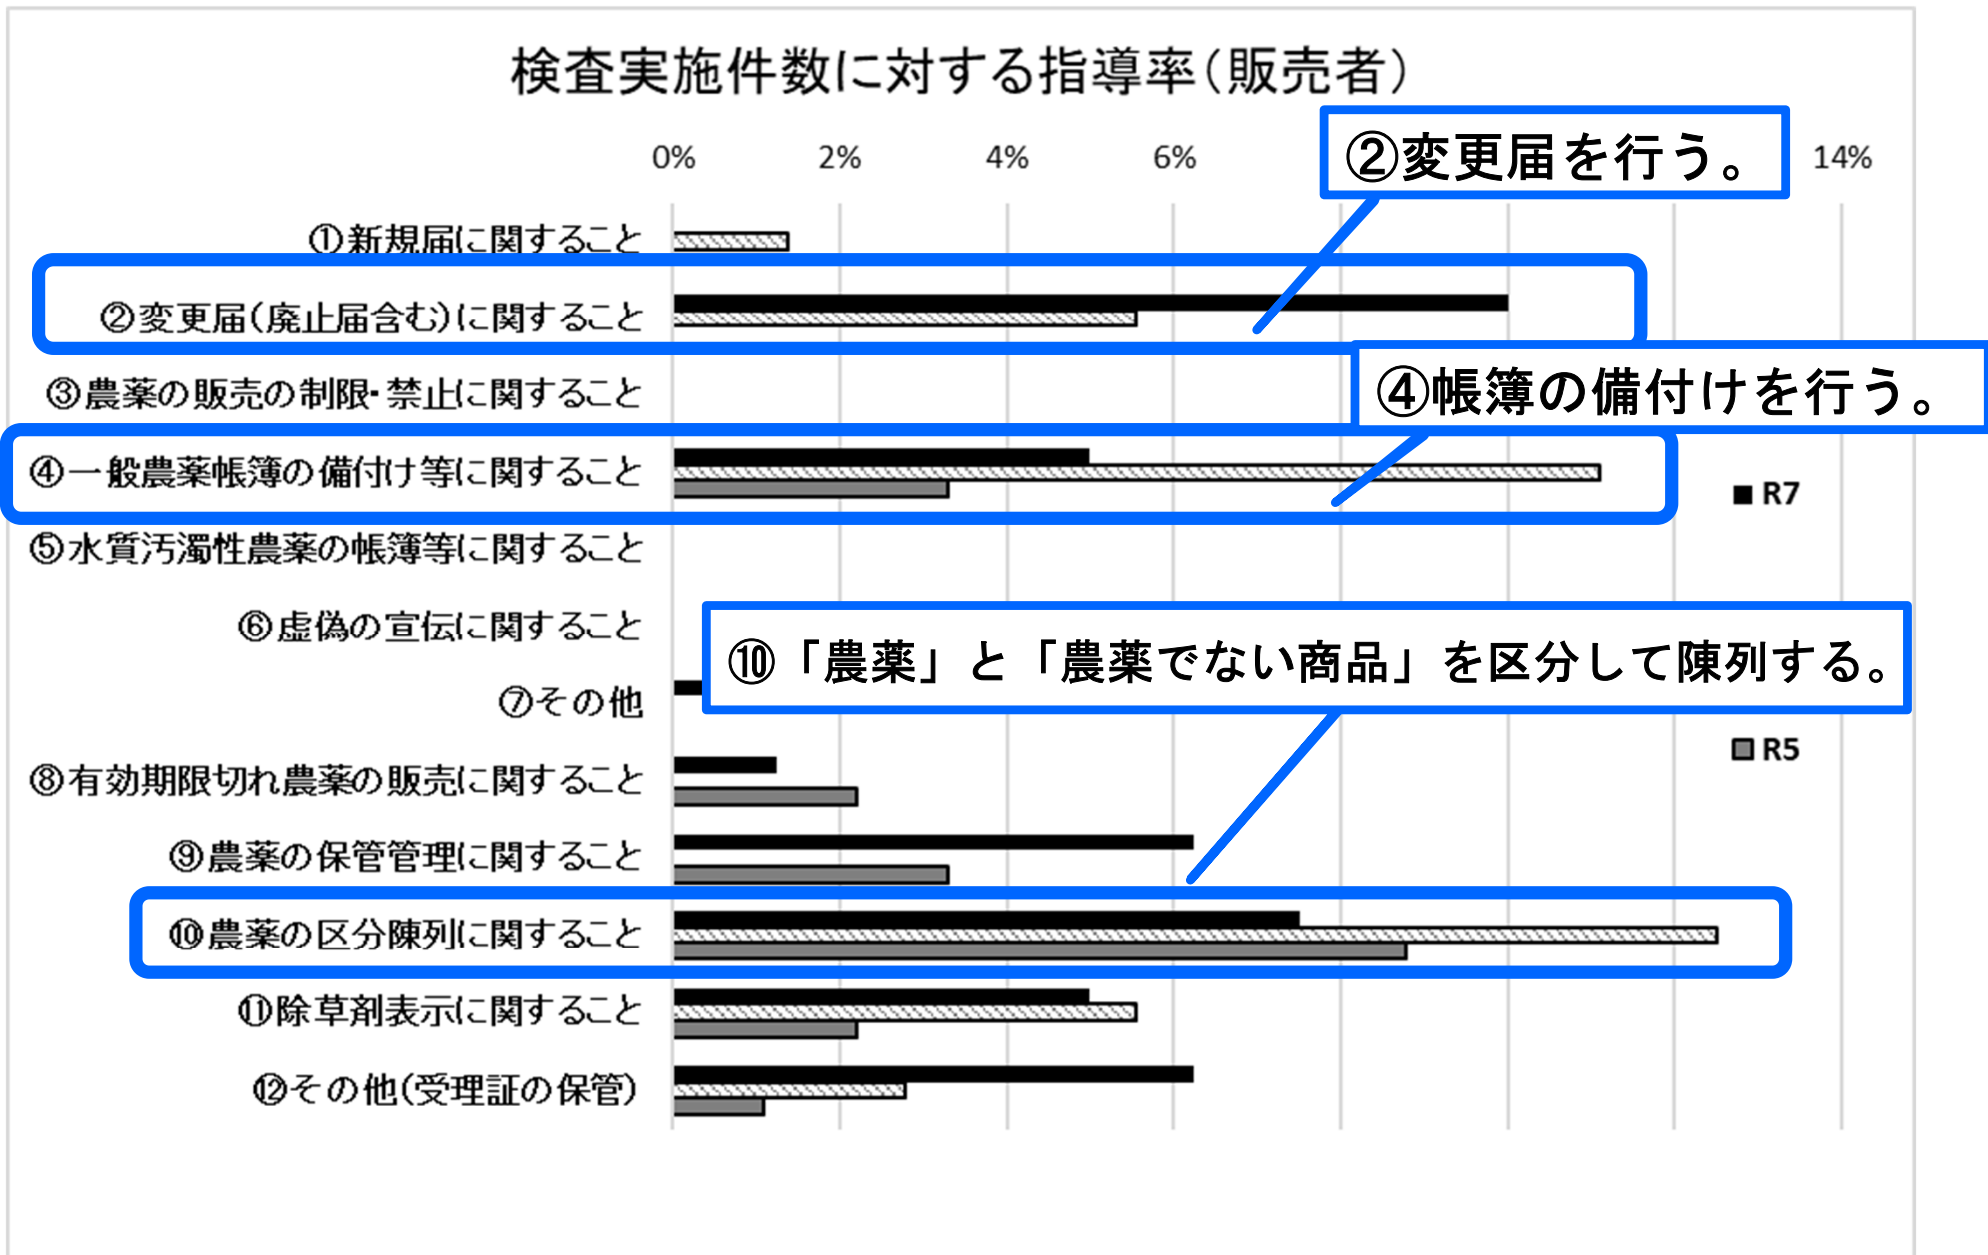 検査実施件数に対する指導率(販売者)
0% 2% 4% 6% 14%
②変更届を行う。
①新規届に関すること
②変更届(廃止届含む)に関すること
③農薬の販売の制限・禁止に関すること
④帳簿の備付けを行う。
④一般農薬帳簿の備付け等に関すること
R7
⑤水質汚濁性農薬の帳簿等に関すること
⑥虚偽の宣伝に関すること
⑩「農薬」と「農薬でない商品」を区分して陳列する。
⑦その他
R5
⑧有効期限切れ農薬の販売に関すること
⑨農薬の保管管理に関すること
⑩農薬の区分陳列に関すること
⑪除草剤表示に関すること
⑫その他(受理証の保管)